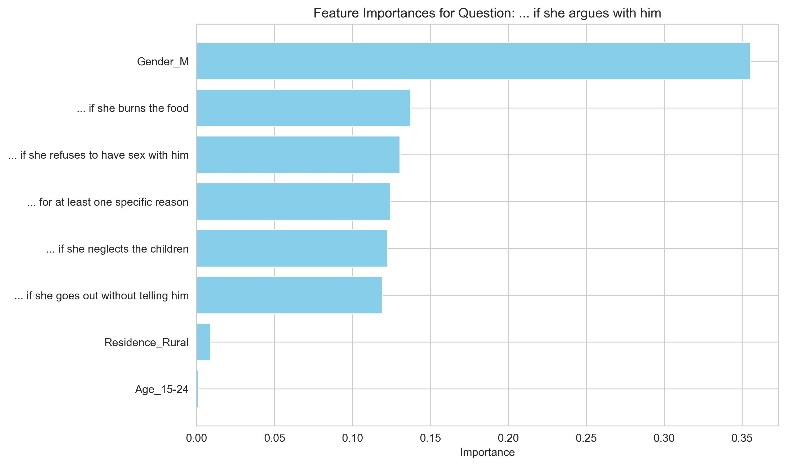 Feature Importances for Question: ... if she argues with him
Gender_M
... if she burns the food
... if she refuses to have sex with him
... for at least one specific reason
... if she neglects the children
... if she goes out without telling him
Residence_Rural
Age_15-24
0.00 0.05 0.10 0.15 0.20 0.25 0.30 0.35
Importance